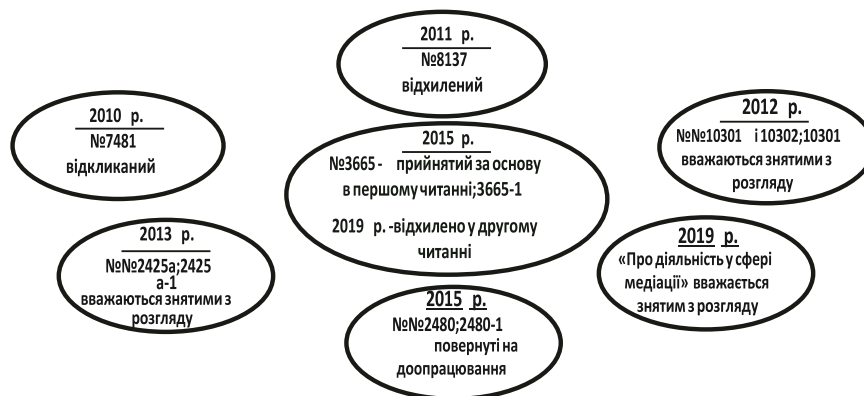 2011 р.
№8137
відхилений
2010 р.
№7481
відкликаний
2015 р.
№3665 - прийнятий за основу
в першому читанні;3665-1
2019 р. -відхилено у другому
читанні
2012 р.
№№10301 і 10302;10301
вважаються знятими з
розгляду
2013 р.
№№2425а;2425
а-1
вважаються знятими з
розгляду
2019 р.
«Про діяльність у сфері
медіації» вважається
знятим з розгляду
2015 р.
№№2480;2480-1
повернуті на
доопрацювання